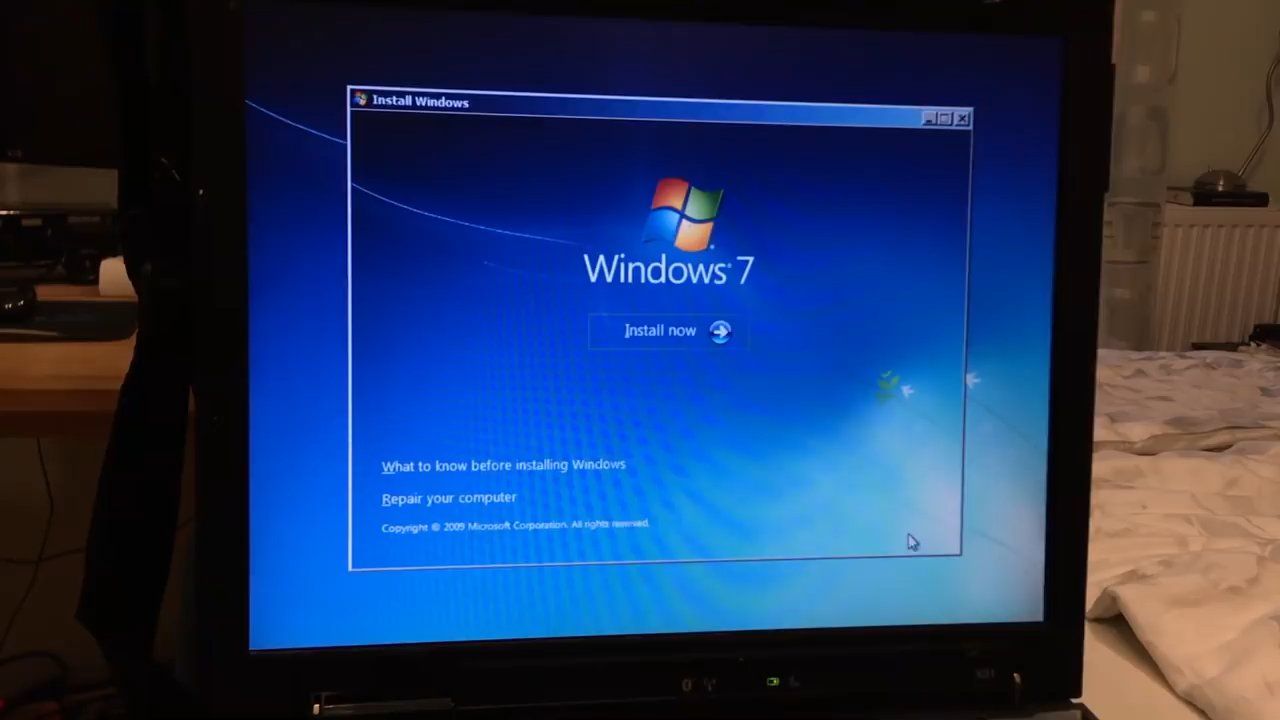 Install Windows
Windows® 7
Install now
What to know before installing Windows
Repair your computer
Copyright © 2009 Microsoft Corporation. All rights reserved.